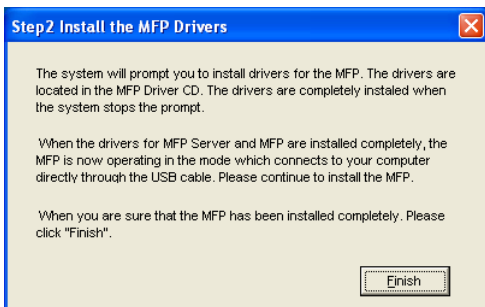 Step2 Install the MFP Drivers
The system will prompt you to install drivers for the MFP. The drivers are
located in the MFP Driver CD. The drivers are completely instaled when
the system stops the prompt.
When the drivers for MFP Server and MFP are installed completely, the
MFP is now operating in the mode which connects to your computer
directly through the USB cable. Please continue to install the MFP.
When you are sure that the MFP has been installed completely. Please
click "Finish".
Finish